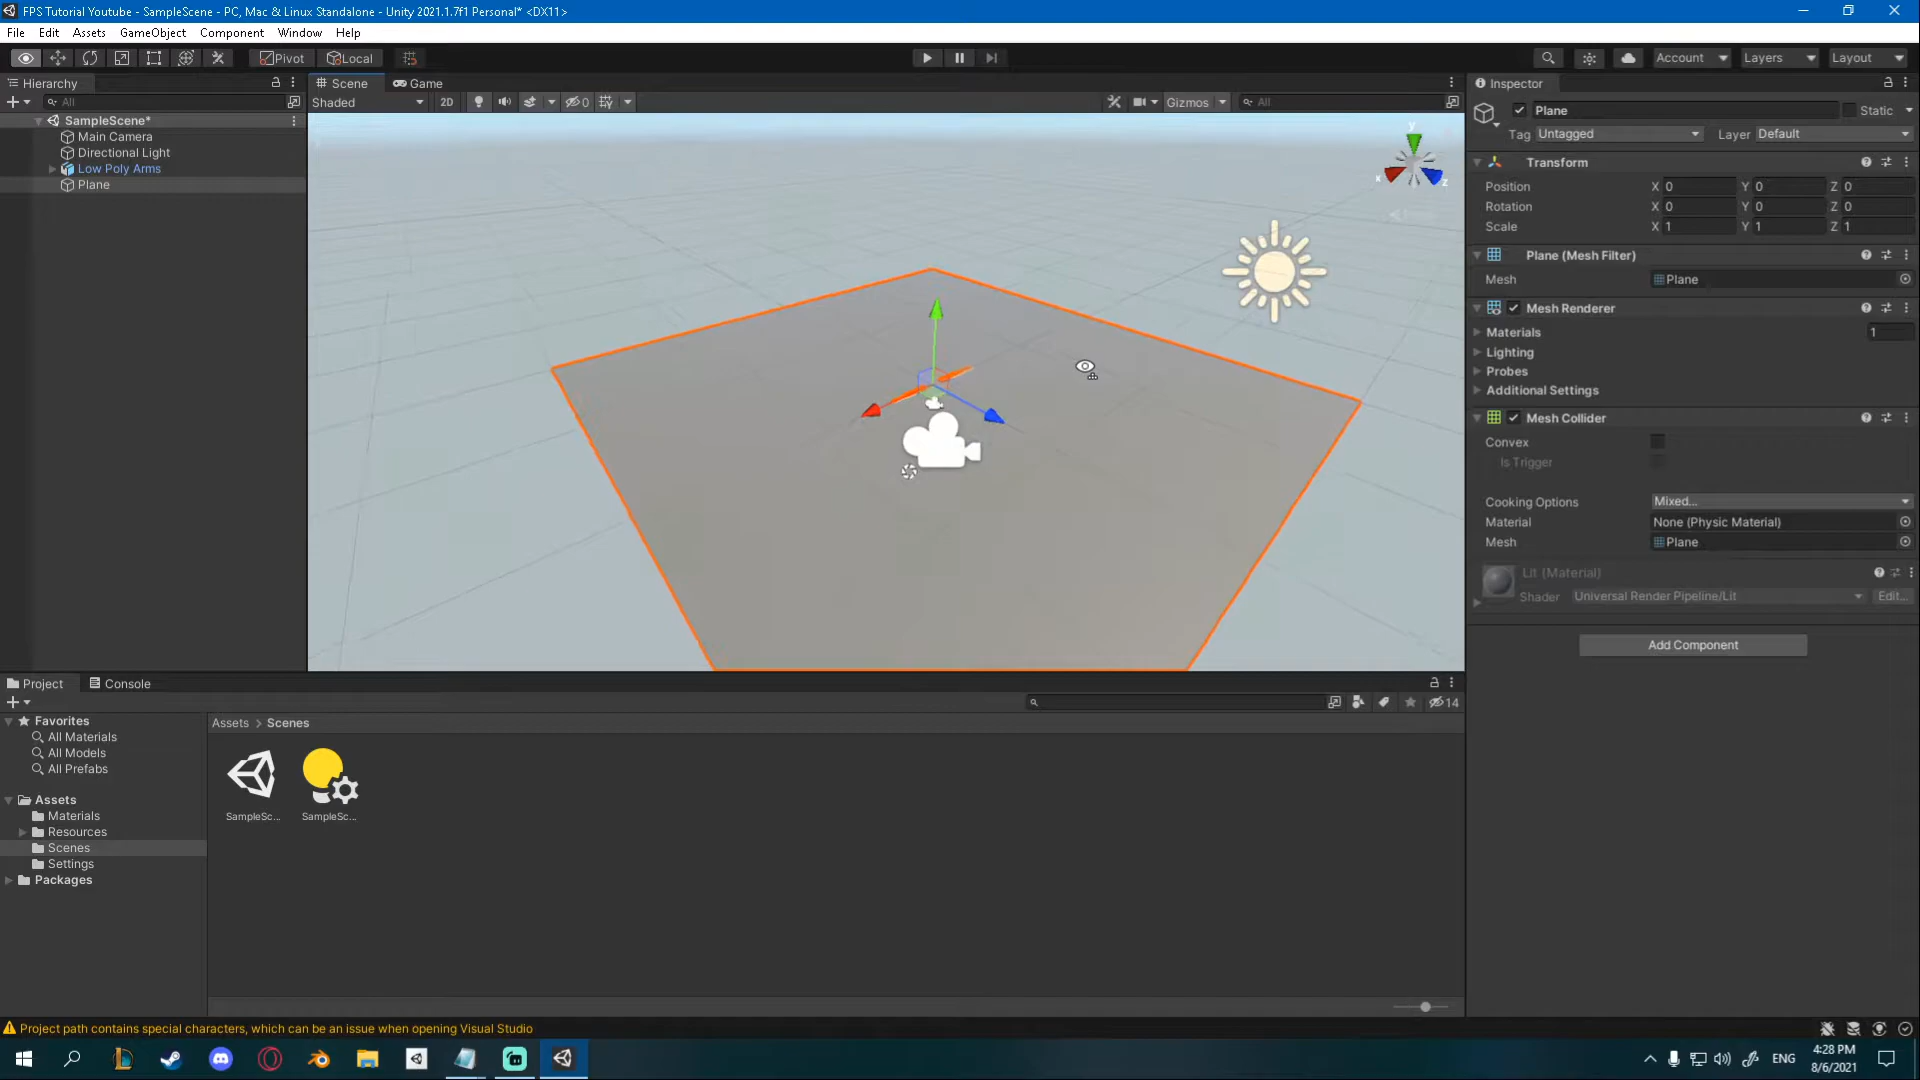 FPS Tutorial Youtube - SampleScene - PC, Mac & Linux Standalone - Unity 2021.1.7f1 Personal* <DX11>
File Edit Assets GameObject Component Window Help
Pivot Local Account Layers Layout
Hierarchy Scene Game Inspector
All Shaded 2D 0 Gizmos All
Plane Static
Tag Untagged Layer Default
SampleScene*
Main Camera
Directional Light
Low Poly Arms
Plane
y
x
z
Transform
Position X 0 Y 0 Z 0
Rotation X 0 Y 0 Z 0
Scale X 1 Y 1 Z 1
Plane (Mesh Filter)
Mesh Plane
Mesh Renderer
Materials 1
Lighting
Probes
Additional Settings
Mesh Collider
Convex
Is Trigger
Cooking Options Mixed...
Material None (Physic Material)
Mesh Plane
Lit (Material)
Shader Universal Render Pipeline/Lit Edit...
Add Component
Project Console
14
Favorites
All Materials
All Models
All Prefabs
Assets
Materials
Resources
Scenes
Settings
Packages
Assets > Scenes
SampleSc... SampleSc...
Project path contains special characters, which can be an issue when opening Visual Studio
ENG
4:28 PM
8/6/2021